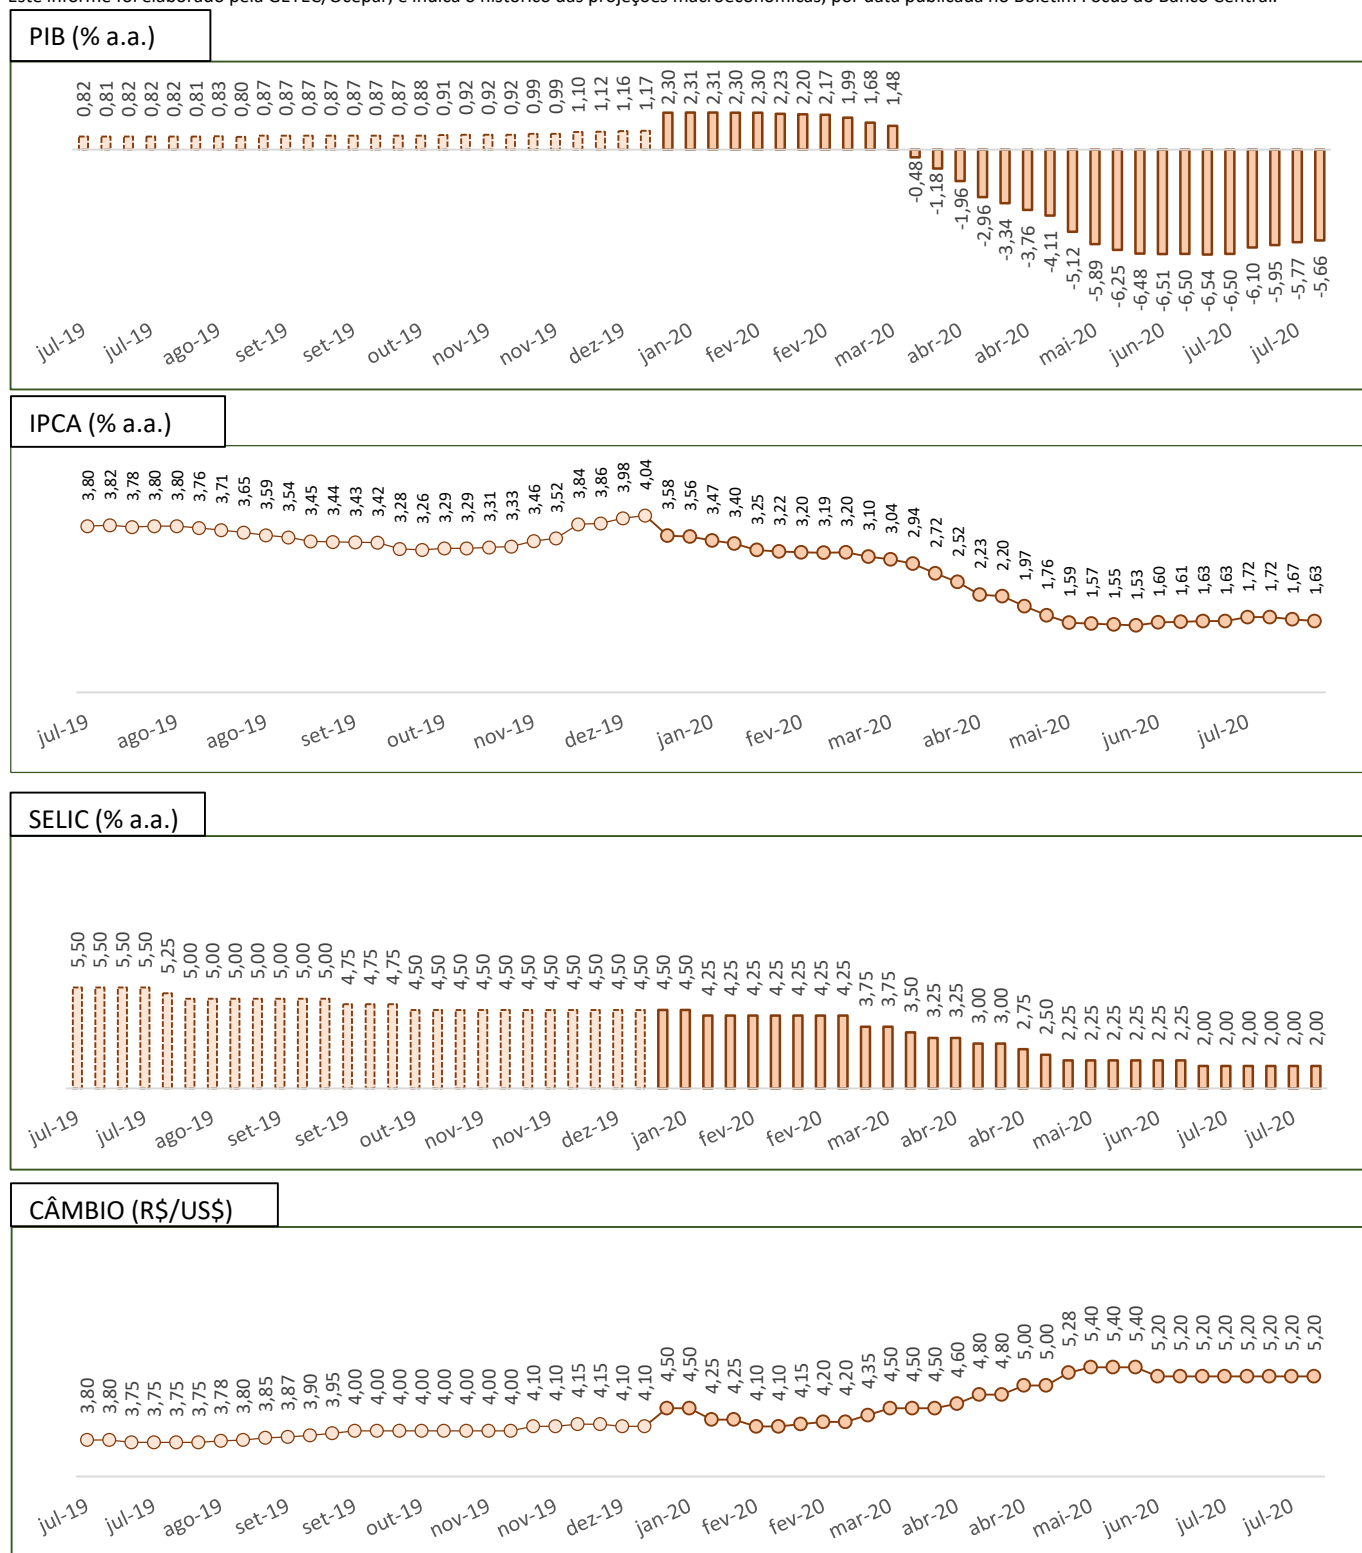 PIB (% a.a.)
0,82 0,81 0,82 0,82 0,82 0,81 0,83 0,80 0,87 0,87 0,87 0,87 0,87 0,87 0,87 0,88 0,91 0,92 0,92 0,92 0,99 0,99 1,10 1,12 1,16 1,17 2,30 2,31 2,31 2,30 2,30 2,23 2,20 2,17 1,99 1,68 1,48
-0,48 -1,18 -1,96 -2,96 -3,34 -3,76 -4,11 -5,12 -5,89 -6,25 -6,48 -6,51 -6,50 -6,54 -6,50 -6,10 -5,95 -5,77 -5,66
jul-19 jul-19 ago-19 set-19 set-19 out-19 nov-19 nov-19 dez-19 jan-20 fev-20 fev-20 mar-20 abr-20 abr-20 mai-20 jun-20 jul-20 jul-20
IPCA (% a.a.)
3,80 3,82 3,78 3,80 3,80 3,76 3,71 3,65 3,59 3,54 3,45 3,44 3,43 3,42 3,28 3,26 3,29 3,29 3,31 3,33 3,46 3,52 3,84 3,86 3,98 4,04 3,58 3,56 3,47 3,40 3,25 3,22 3,20 3,19 3,20 3,10 3,04 2,94 2,72 2,52 2,23 2,20 1,97 1,76 1,59 1,57 1,55 1,53 1,60 1,61 1,63 1,63 1,72 1,72 1,67 1,63
jul-19 ago-19 ago-19 set-19 out-19 nov-19 dez-19 jan-20 fev-20 mar-20 abr-20 mai-20 jun-20 jul-20
SELIC (% a.a.)
5,50 5,50 5,50 5,50 5,25 5,00 5,00 5,00 5,00 5,00 5,00 5,00 4,75 4,75 4,75 4,50 4,50 4,50 4,50 4,50 4,50 4,50 4,50 4,50 4,50 4,50 4,50 4,50 4,25 4,25 4,25 4,25 4,25 4,25 4,25 3,75 3,75 3,50 3,25 3,25 3,00 3,00 2,75 2,50 2,25 2,25 2,25 2,25 2,25 2,25 2,00 2,00 2,00 2,00 2,00 2,00
jul-19 jul-19 ago-19 set-19 set-19 out-19 nov-19 nov-19 dez-19 jan-20 fev-20 fev-20 mar-20 abr-20 abr-20 mai-20 jun-20 jul-20 jul-20
CÂMBIO (R$/US$)
3,80 3,80 3,75 3,75 3,75 3,75 3,78 3,80 3,85 3,87 3,90 3,95 4,00 4,00 4,00 4,00 4,00 4,00 4,00 4,00 4,10 4,10 4,15 4,15 4,10 4,10 4,50 4,50 4,25 4,25 4,10 4,10 4,15 4,20 4,20 4,35 4,50 4,50 4,50 4,60 4,80 4,80 5,00 5,00 5,28 5,40 5,40 5,40 5,20 5,20 5,20 5,20 5,20 5,20 5,20 5,20
jul-19 jul-19 ago-19 set-19 set-19 out-19 nov-19 nov-19 dez-19 jan-20 fev-20 fev-20 mar-20 abr-20 abr-20 mai-20 jun-20 jul-20 jul-20